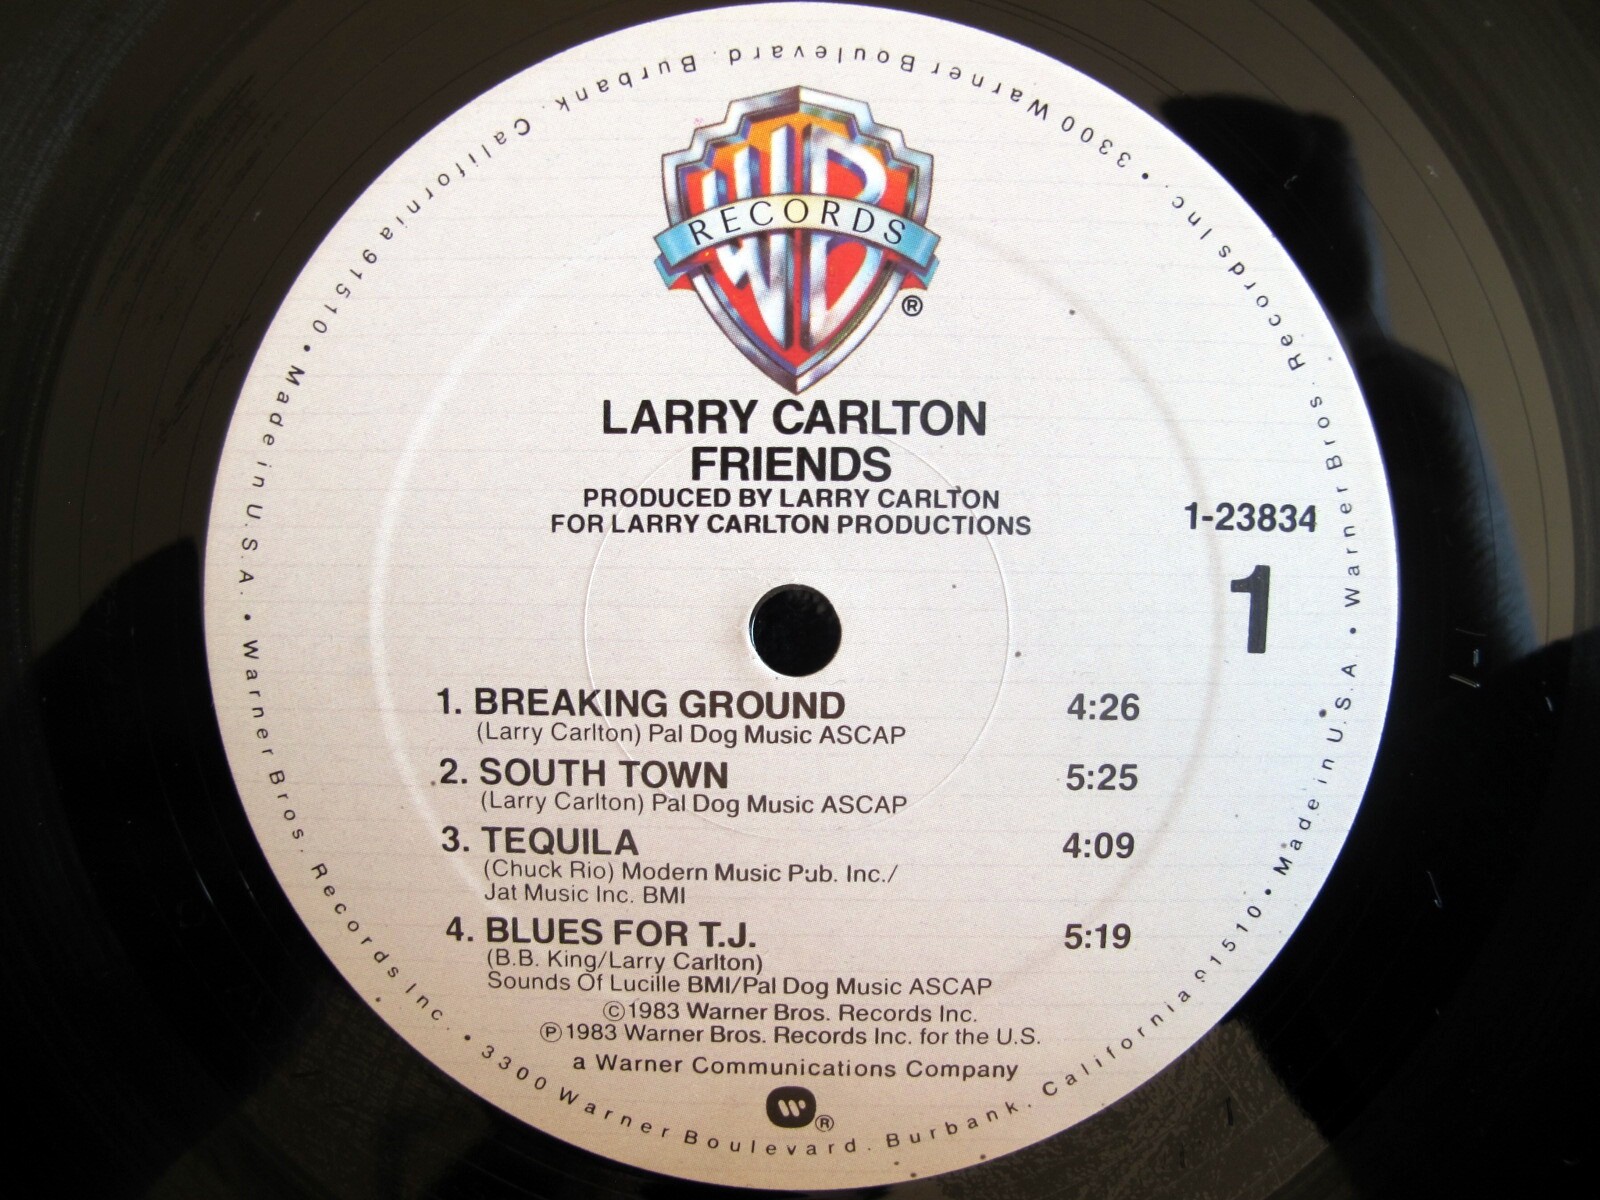 WB
RECORDS
®
LARRY CARLTON
FRIENDS
PRODUCED BY LARRY CARLTON
FOR LARRY CARLTON PRODUCTIONS
1-23834
1
1. BREAKING GROUND 4:26
(Larry Carlton) Pal Dog Music ASCAP
2. SOUTH TOWN 5:25
(Larry Carlton) Pal Dog Music ASCAP
3. TEQUILA 4:09
(Chuck Rio) Modern Music Pub. Inc./
Jat Music Inc. BMI
4. BLUES FOR T.J. 5:19
(B.B. King/Larry Carlton)
Sounds Of Lucille BMI/Pal Dog Music ASCAP
©1983 Warner Bros. Records Inc.
℗1983 Warner Bros. Records Inc. for the U.S.
a Warner Communications Company
W®
Warner Bros. Records Inc. • 3300 Warner Boulevard. Burbank. California 91510 • Made in U.S.A. • Warner Bros. Records Inc. • 3300 Warner Boulevard. Burbank. California 91510 • Made in U.S.A. •